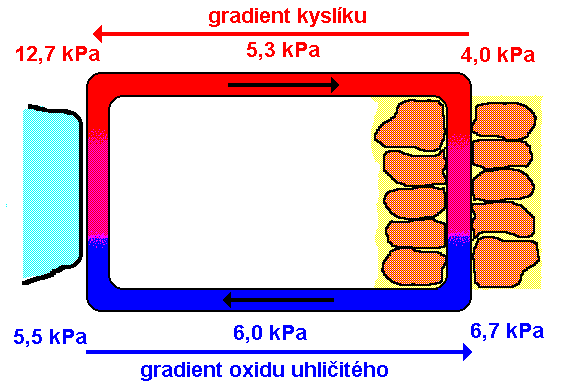 gradient kyslíku
12,7 kPa 5,3 kPa 4,0 kPa
5,5 kPa 6,0 kPa 6,7 kPa
gradient oxidu uhličitého